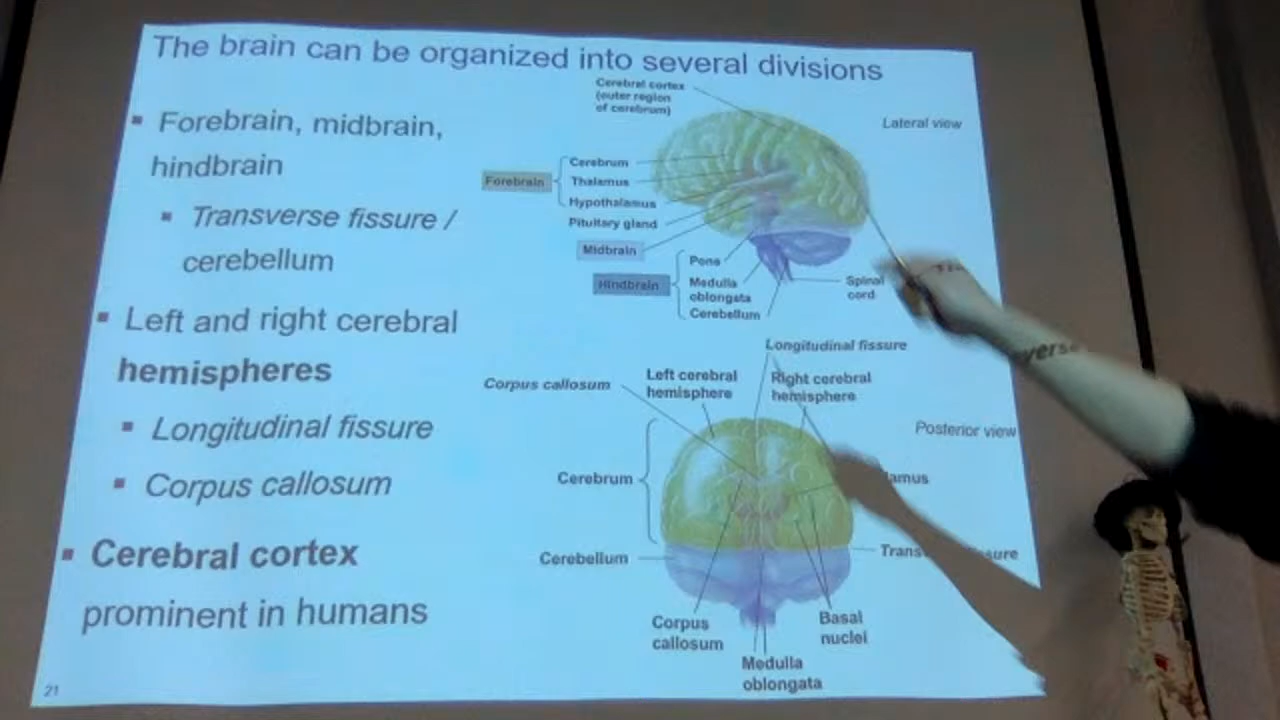 The brain can be organized into several divisions
Forebrain, midbrain,
hindbrain
Transverse fissure /
cerebellum
Left and right cerebral
hemispheres
Longitudinal fissure
Corpus callosum
Cerebral cortex
prominent in humans
21
Cerebral cortex
(outer region
of cerebrum)
Lateral view
Forebrain
Cerebrum
Thalamus
Hypothalamus
Pituitary gland
Midbrain
Hindbrain
Pons
Medulla
oblongata
Cerebellum
Spinal
cord
Longitudinal fissure
Corpus callosum
Left cerebral
hemisphere
Right cerebral
hemisphere
Posterior view
Cerebrum
amus
Cerebellum
Trans sure
Corpus
callosum
Basal
nuclei
Medulla
oblongata